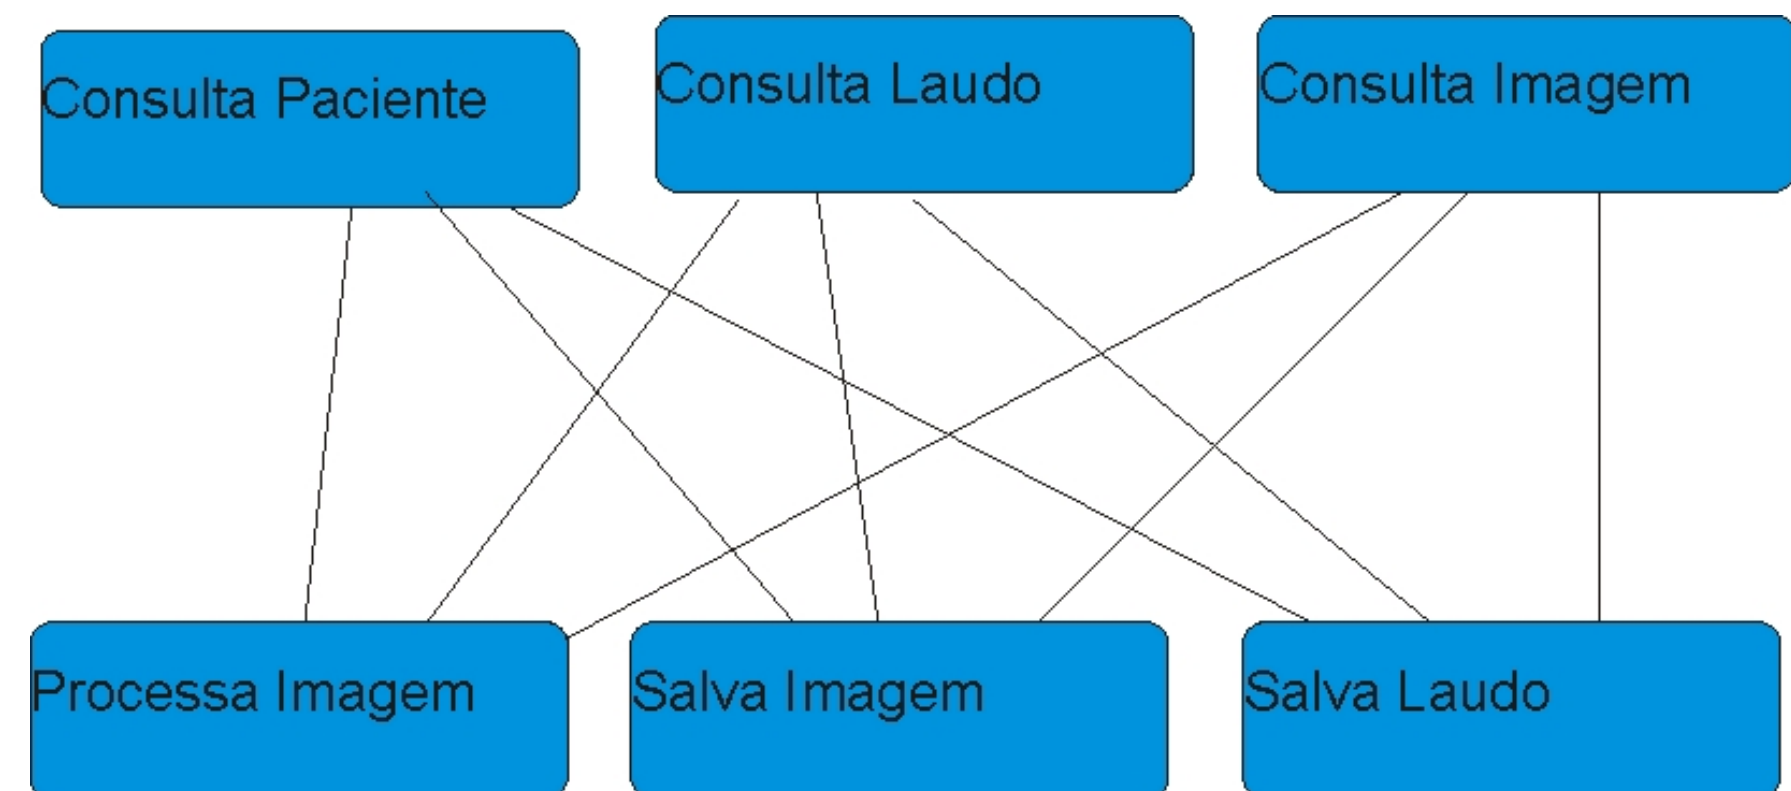 Consulta Paciente
Consulta Laudo
Consulta Imagem
Processa Imagem
Salva Imagem
Salva Laudo